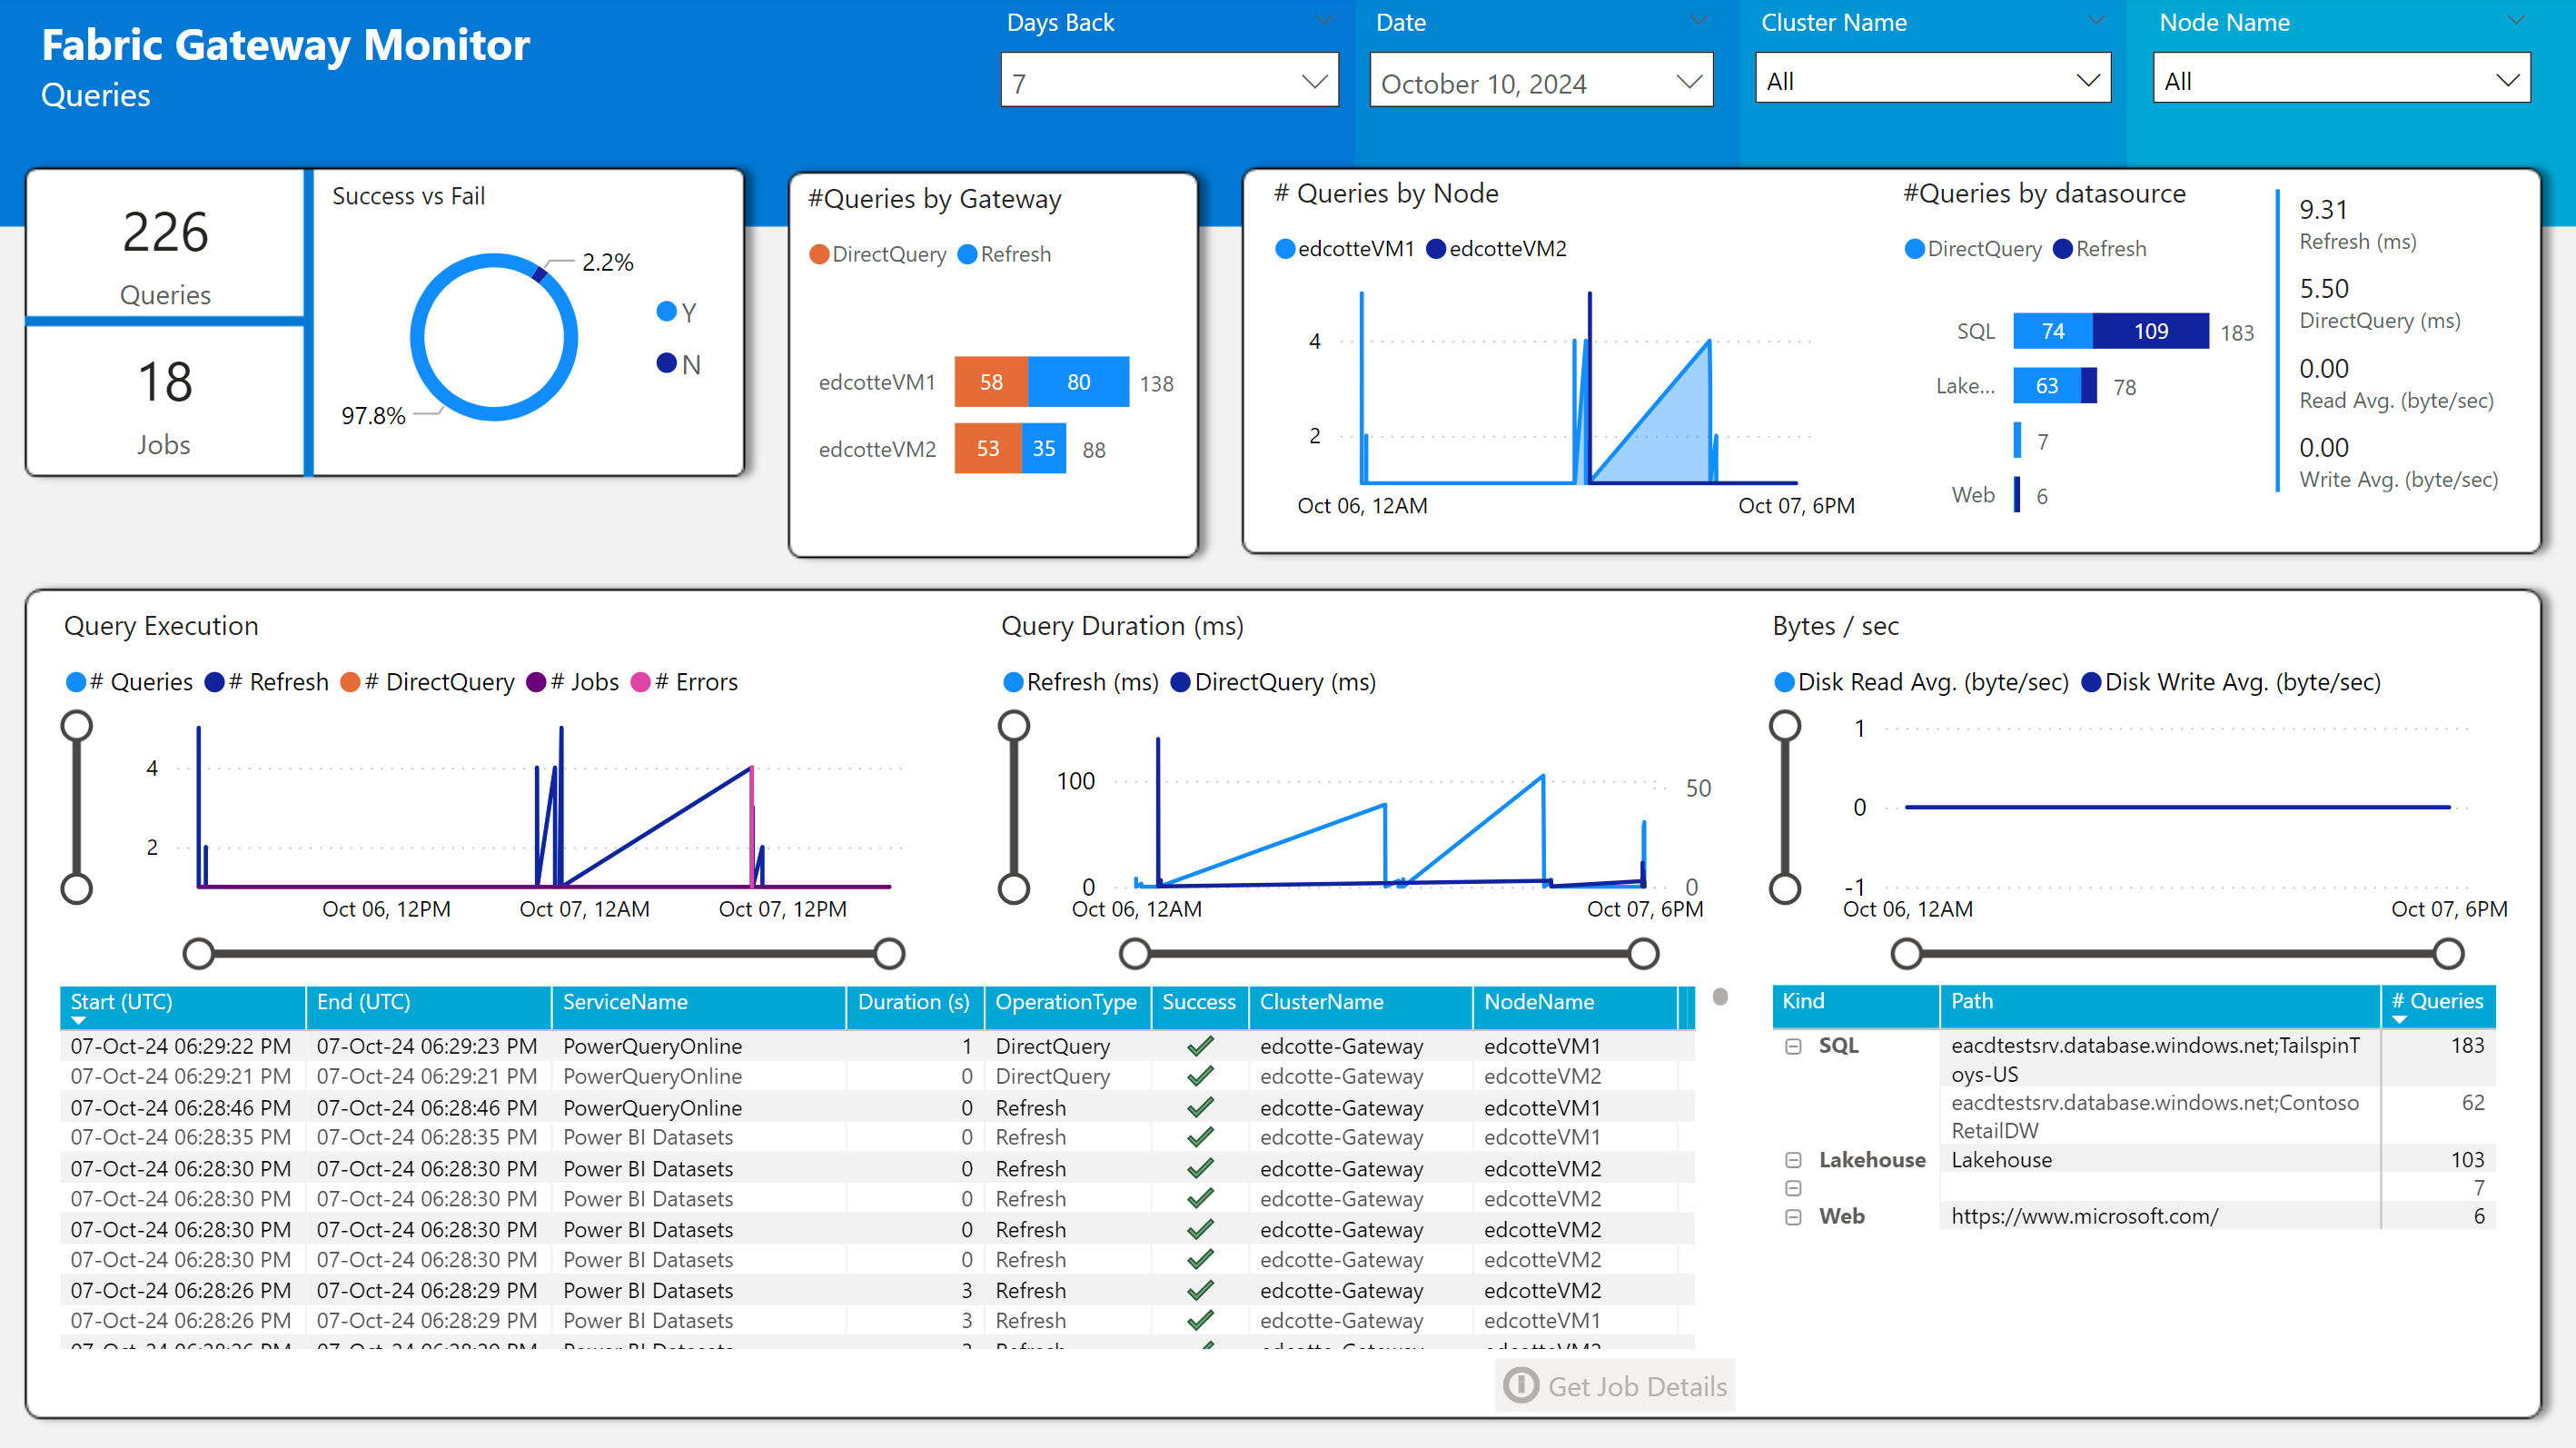 Fabric Gateway Monitor
Queries
Days Back
7
Date
October 10, 2024
Cluster Name
All
Node Name
All
226
Queries
18
Jobs
Success vs Fail
2.2%
97.8%
Y
N
#Queries by Gateway
DirectQuery Refresh
edcotteVM1 58 80 138
edcotteVM2 53 35 88
# Queries by Node
edcotteVM1 edcotteVM2
4
2
Oct 06, 12AM Oct 07, 6PM
#Queries by datasource
DirectQuery Refresh
SQL 74 109 183
Lake... 63 78
7
Web 6
9.31
Refresh (ms)
5.50
DirectQuery (ms)
0.00
Read Avg. (byte/sec)
0.00
Write Avg. (byte/sec)
Query Execution
# Queries # Refresh # DirectQuery # Jobs # Errors
4
2
Oct 06, 12PM Oct 07, 12AM Oct 07, 12PM
Query Duration (ms)
Refresh (ms) DirectQuery (ms)
100 50
0 0
Oct 06, 12AM Oct 07, 6PM
Bytes / sec
Disk Read Avg. (byte/sec) Disk Write Avg. (byte/sec)
1
0
-1
Oct 06, 12AM Oct 07, 6PM
Start (UTC) End (UTC) ServiceName Duration (s) OperationType Success ClusterName NodeName
07-Oct-24 06:29:22 PM 07-Oct-24 06:29:23 PM PowerQueryOnline 1 DirectQuery edcotte-Gateway edcotteVM1
07-Oct-24 06:29:21 PM 07-Oct-24 06:29:21 PM PowerQueryOnline 0 DirectQuery edcotte-Gateway edcotteVM2
07-Oct-24 06:28:46 PM 07-Oct-24 06:28:46 PM PowerQueryOnline 0 Refresh edcotte-Gateway edcotteVM1
07-Oct-24 06:28:35 PM 07-Oct-24 06:28:35 PM Power BI Datasets 0 Refresh edcotte-Gateway edcotteVM1
07-Oct-24 06:28:30 PM 07-Oct-24 06:28:30 PM Power BI Datasets 0 Refresh edcotte-Gateway edcotteVM2
07-Oct-24 06:28:30 PM 07-Oct-24 06:28:30 PM Power BI Datasets 0 Refresh edcotte-Gateway edcotteVM2
07-Oct-24 06:28:30 PM 07-Oct-24 06:28:30 PM Power BI Datasets 0 Refresh edcotte-Gateway edcotteVM2
07-Oct-24 06:28:30 PM 07-Oct-24 06:28:30 PM Power BI Datasets 0 Refresh edcotte-Gateway edcotteVM2
07-Oct-24 06:28:26 PM 07-Oct-24 06:28:29 PM Power BI Datasets 3 Refresh edcotte-Gateway edcotteVM2
07-Oct-24 06:28:26 PM 07-Oct-24 06:28:29 PM Power BI Datasets 3 Refresh edcotte-Gateway edcotteVM1
Get Job Details
Kind Path # Queries
SQL eacdtestsrv.database.windows.net;TailspinT 183
oys-US
eacdtestsrv.database.windows.net;Contoso 62
RetailDW
Lakehouse Lakehouse 103
7
Web https://www.microsoft.com/ 6